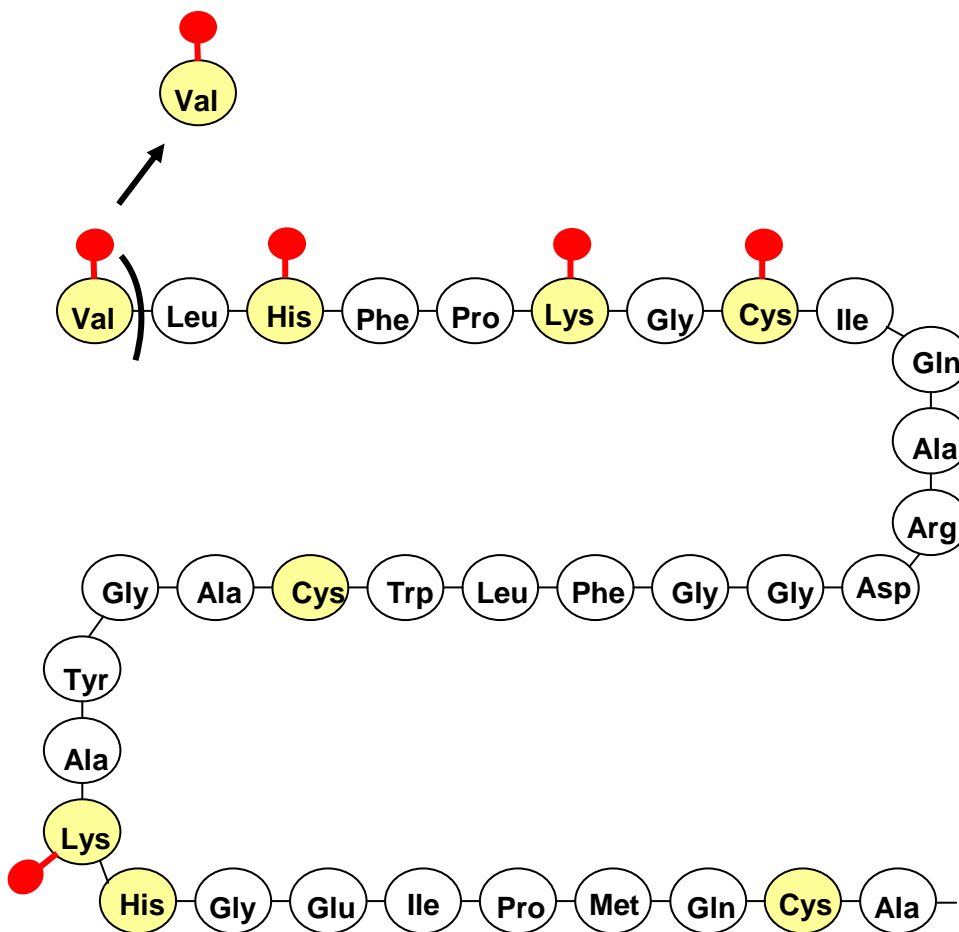 Val
Val Leu His Phe Pro Lys Gly Cys Ile
Gln
Ala
Arg
Gly Ala Cys Trp Leu Phe Gly Gly Asp
Tyr
Ala
Lys
His Gly Glu Ile Pro Met Gln Cys Ala